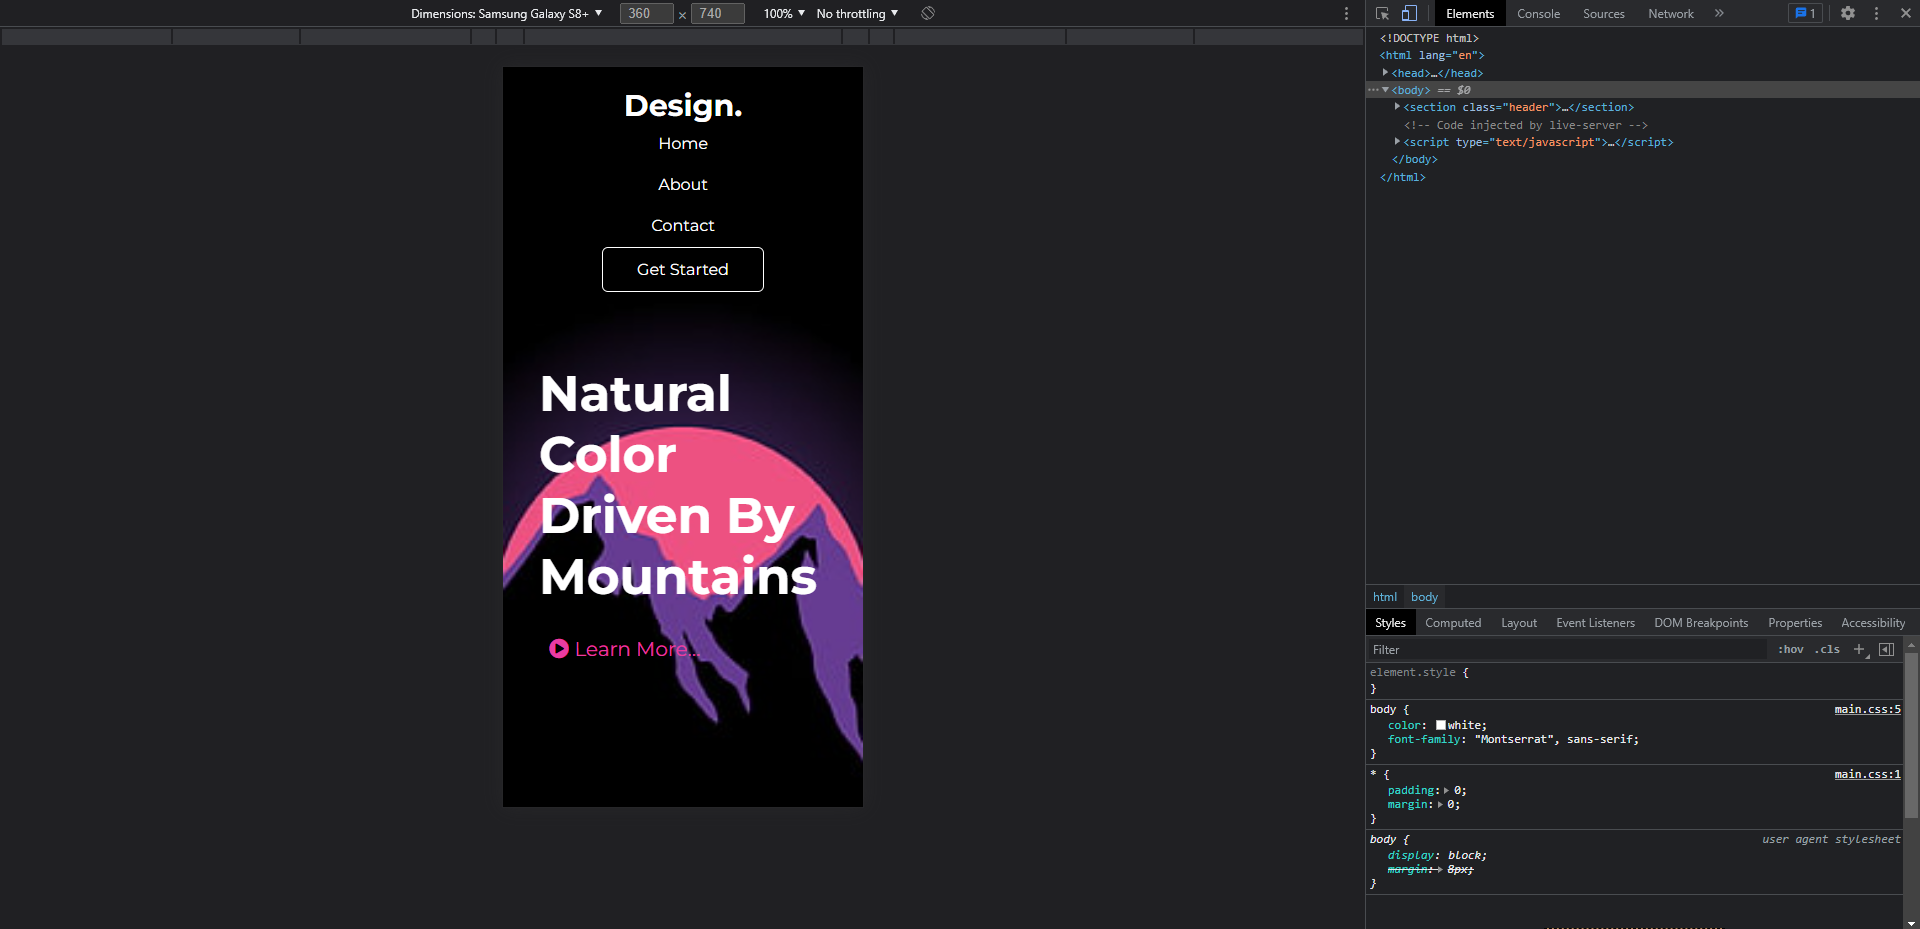 Dimensions: Samsung Galaxy S8+ ▼ 360 × 740 100% ▼ No throttling ▼
Elements Console Sources Network » 1
Design.
Home
About
Contact
Get Started
Natural
Color
Driven By
Mountains
Learn More...
<!DOCTYPE html>
<html lang="en">
<head>…</head>
<body> == $0
<section class="header">…</section>
<!-- Code injected by live-server -->
<script type="text/javascript">…</script>
</body>
</html>
html body
Styles Computed Layout Event Listeners DOM Breakpoints Properties Accessibility
Filter :hov .cls +
element.style {
}
body { main.css:5
color: white;
font-family: "Montserrat", sans-serif;
}
* { main.css:1
padding: 0;
margin: 0;
}
body { user agent stylesheet
display: block;
margin: 8px;
}